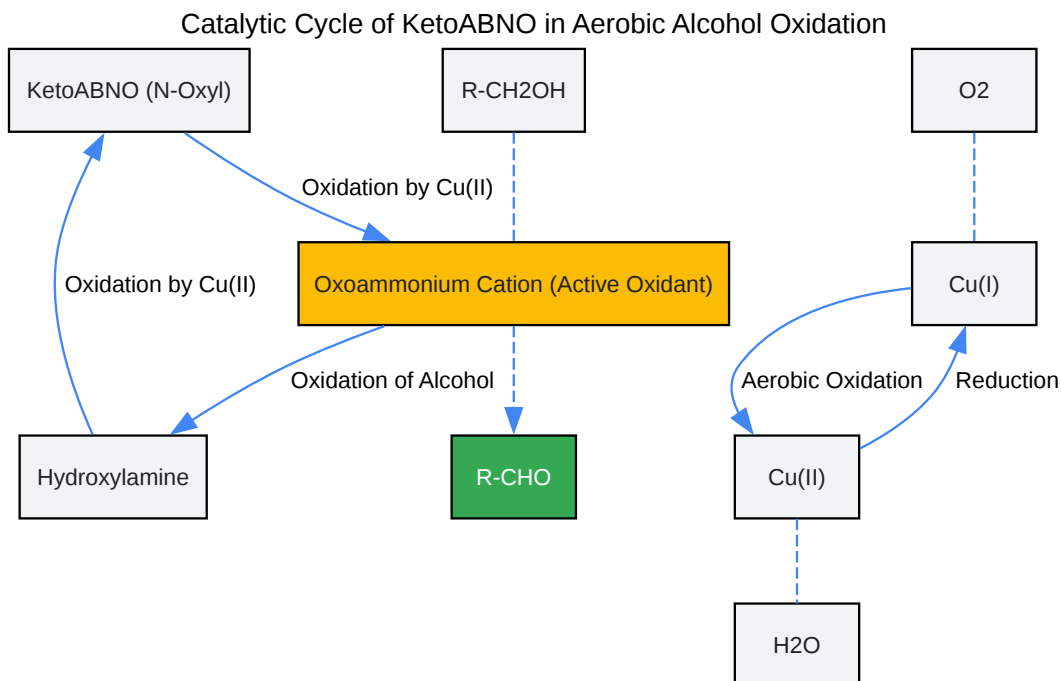 Catalytic Cycle of KetoABNO in Aerobic Alcohol Oxidation
KetoABNO (N-Oxyl)
R-CH2OH
O2
Oxidation by Cu(II)
Oxidation by Cu(II)
Oxoammonium Cation (Active Oxidant)
Cu(I)
Oxidation of Alcohol
Aerobic Oxidation
Reduction
Hydroxylamine
R-CHO
Cu(II)
H2O